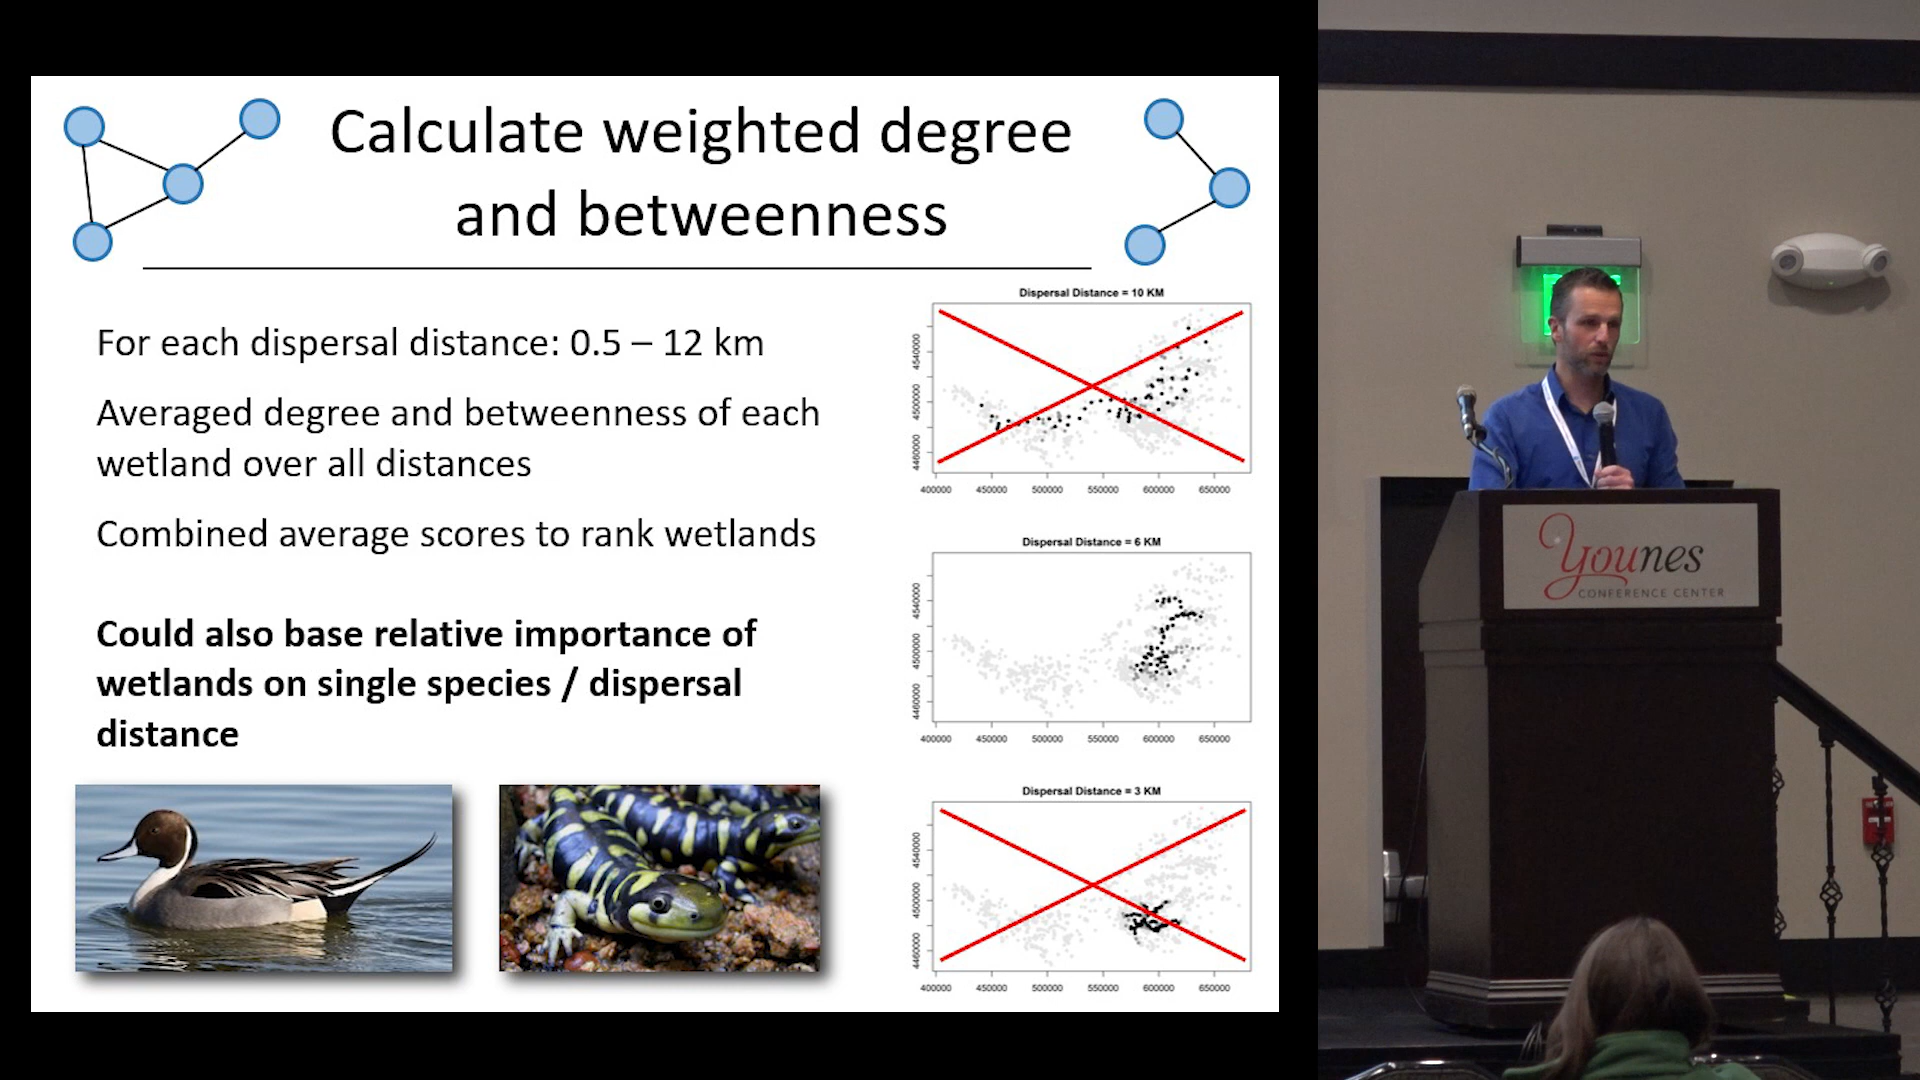 Calculate weighted degree
and betweenness
For each dispersal distance: 0.5 – 12 km
Averaged degree and betweenness of each
wetland over all distances
Combined average scores to rank wetlands
Could also base relative importance of
wetlands on single species / dispersal
distance
Dispersal Distance = 10 KM
4540000
4500000
4460000
400000 450000 500000 550000 600000 650000
Dispersal Distance = 6 KM
4540000
4500000
4460000
400000 450000 500000 550000 600000 650000
Dispersal Distance = 3 KM
4540000
4500000
4460000
400000 450000 500000 550000 600000 650000
Younes
CONFERENCE CENTER